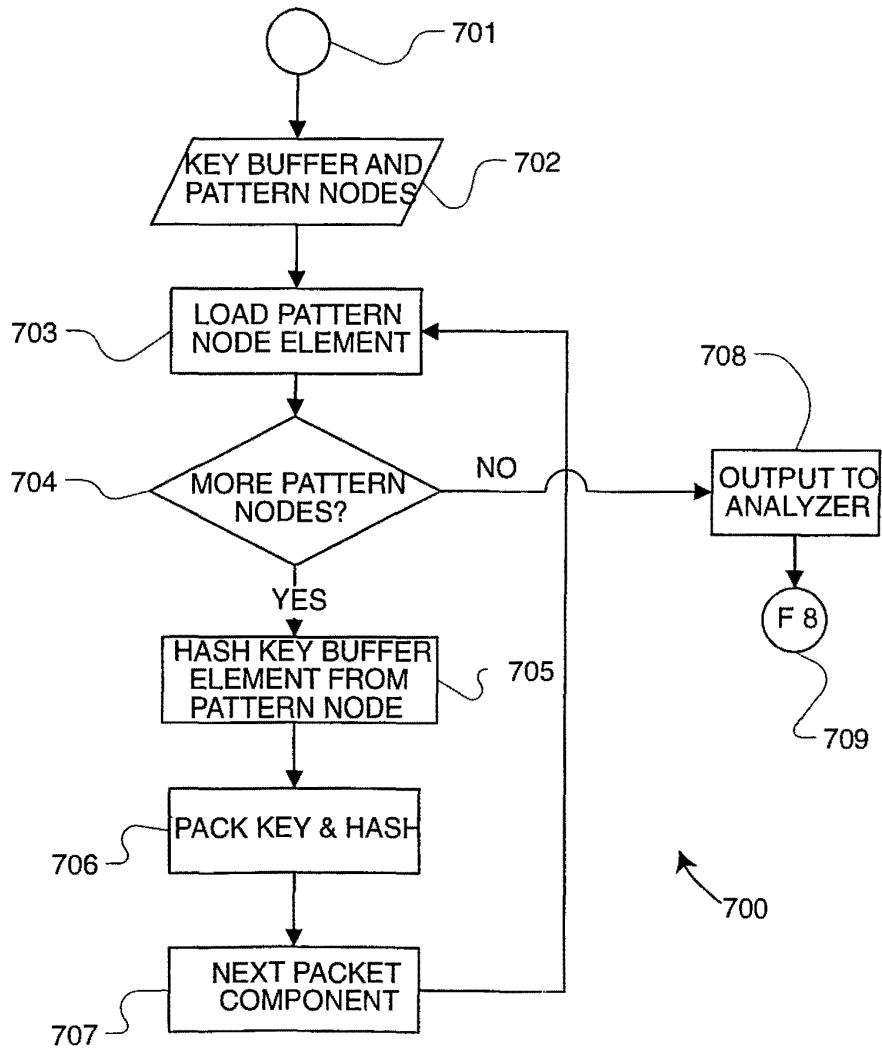 701
KEY BUFFER AND
PATTERN NODES
702
LOAD PATTERN
NODE ELEMENT
703
708
MORE PATTERN
NODES?
704
NO
OUTPUT TO
ANALYZER
YES
F 8
HASH KEY BUFFER
ELEMENT FROM
PATTERN NODE
705
709
PACK KEY & HASH
706
700
NEXT PACKET
COMPONENT
707